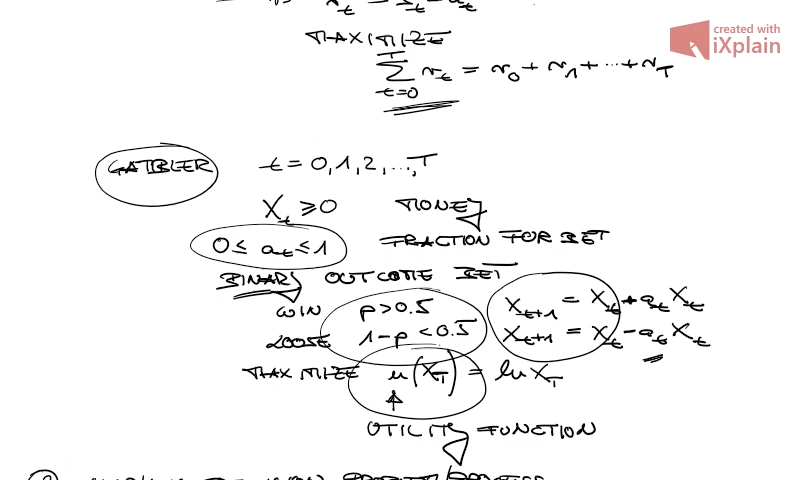 created with
iXplain
MAXIMIZE
T
∑ r_t = r_0 + r_1 + ... + r_T
t=0
GAMBLER t = 0, 1, 2, ..., T
X_t ≥ 0 MONEY
0 ≤ a_t ≤ 1 FRACTION FOR BET
BINARY OUTCOME BET
WIN p > 0.5 X_{t+1} = X_t + a_t X_t
LOOSE 1-p < 0.5 X_{t+1} = X_t - a_t X_t
MAXIMIZE u(X_T) = ln X_T
UTILITY FUNCTION